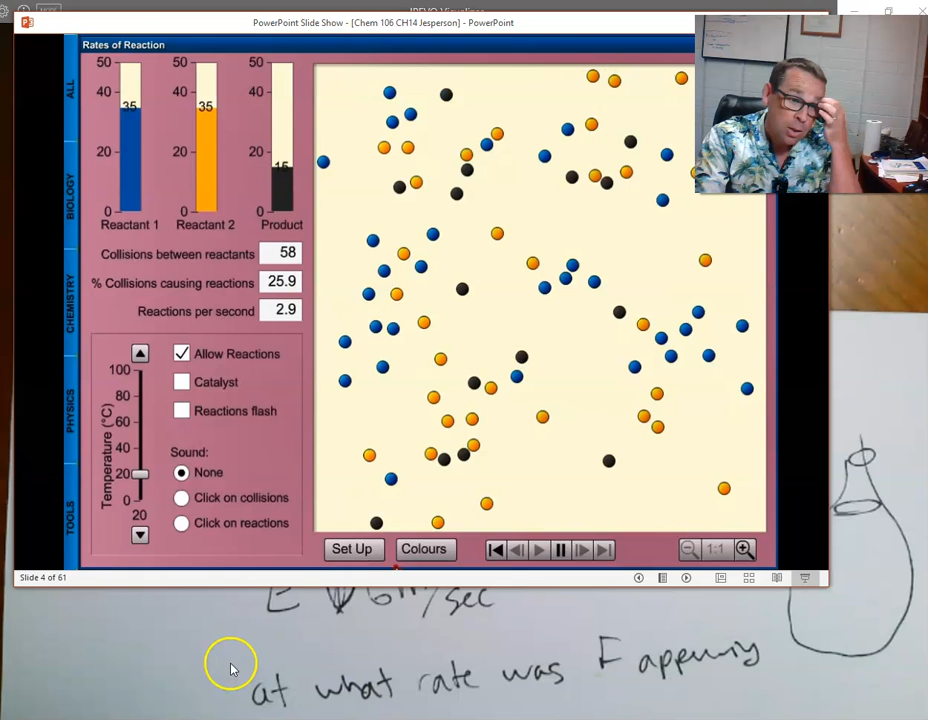 MODE
IPEVO Visualizer
PowerPoint Slide Show - [Chem 106 CH14 Jesperson] - PowerPoint
Rates of Reaction
ALL
BIOLOGY
CHEMISTRY
PHYSICS
TOOLS
50 50 50
40 40 40
35 35
20 20 20
15
0 0 0
Reactant 1 Reactant 2 Product
Collisions between reactants 58
% Collisions causing reactions 25.9
Reactions per second 2.9
Allow Reactions
Catalyst
Reactions flash
Temperature (°C)
100
80
60
40
20
0
20
Sound:
None
Click on collisions
Click on reactions
Set Up Colours 1:1
Slide 4 of 61
/sec
at what rate was F